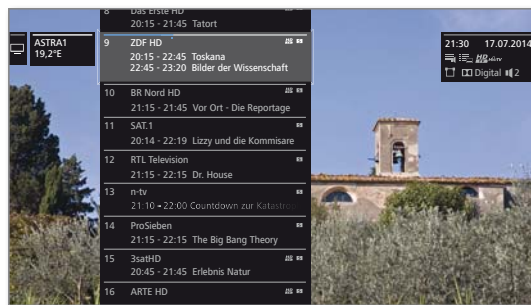 8 Das Erste HD
20:15 - 21:45 Tatort
ASTRA1
19,2°E
9 ZDF HD
20:15 - 22:45 Toskana
22:45 - 23:20 Bilder der Wissenschaft
10 BR Nord HD
21:15 - 21:45 Vor Ort - Die Reportage
11 SAT.1
20:14 - 22:19 Lizzy und die Kommisare
12 RTL Television
21:15 - 22:15 Dr. House
13 n-tv
21:10 - 22:00 Countdown zur Katastrop
14 ProSieben
21:15 - 22:15 The Big Bang Theory
15 3satHD
20:45 - 21:45 Erlebnis Natur
16 ARTE HD
21:30 17.07.2014
Digital 2